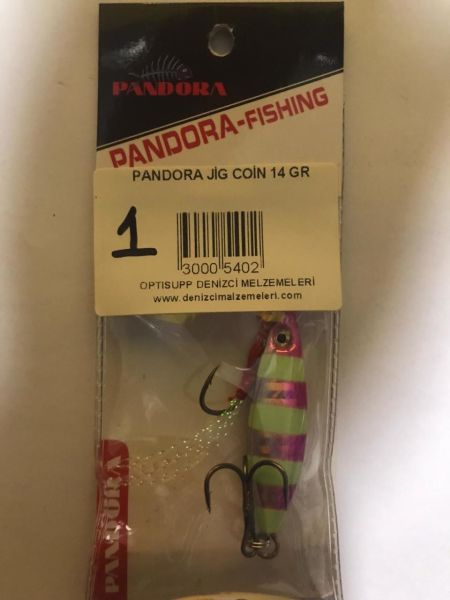 PANDORA
PANDORA-FISHING
PANDORA JİG COİN 14 GR
1
3000 5402
OPTISUPP DENİZCİ MELZEMELERİ
www.denizcimalzemeleri.com
PANDORA